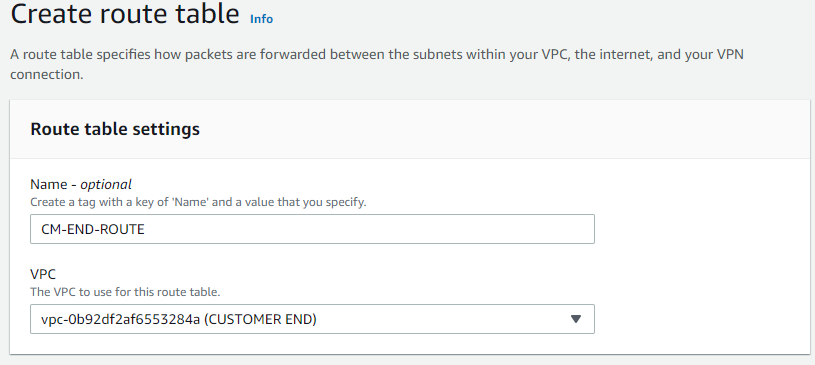 Create route table Info
A route table specifies how packets are forwarded between the subnets within your VPC, the internet, and your VPN
connection.
Route table settings
Name - optional
Create a tag with a key of 'Name' and a value that you specify.
CM-END-ROUTE
VPC
The VPC to use for this route table.
vpc-0b92df2af6553284a (CUSTOMER END)